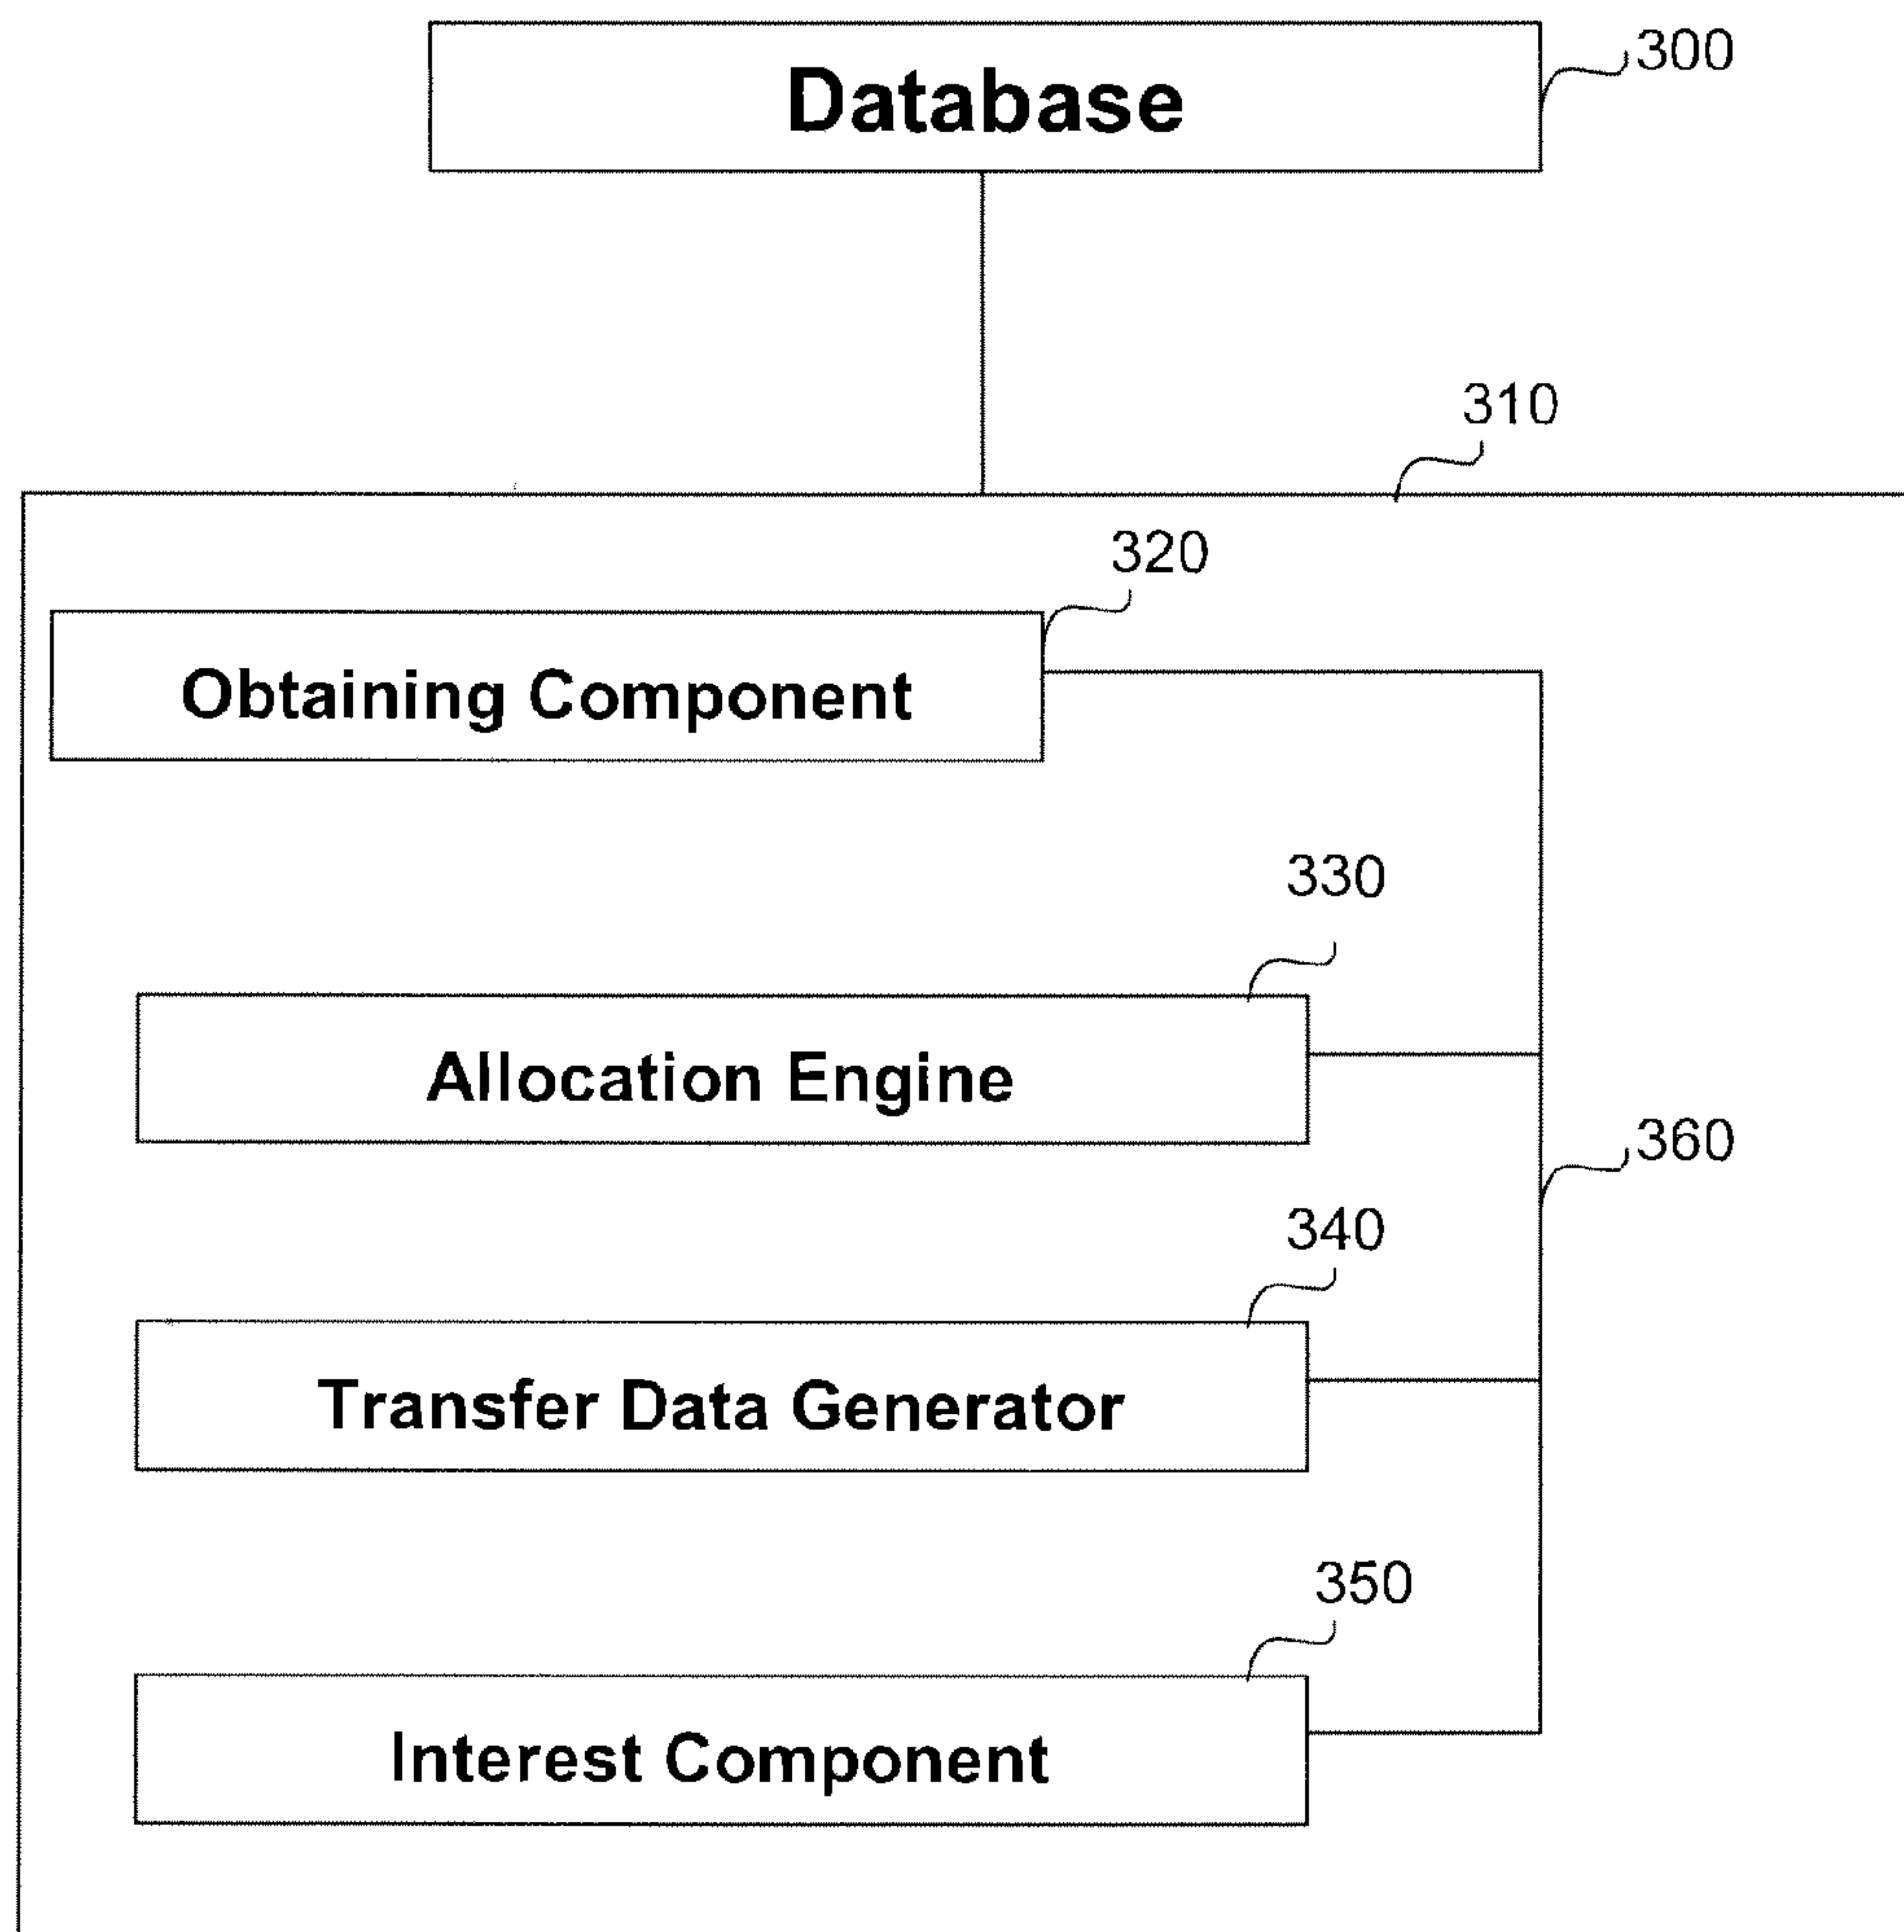 Database
300
310
320
Obtaining Component
330
Allocation Engine
360
340
Transfer Data Generator
350
Interest Component